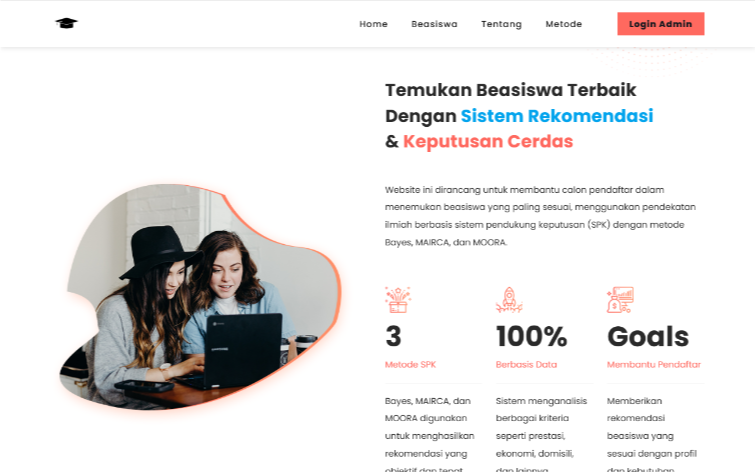 Home Beasiswa Tentang Metode Login Admin
Temukan Beasiswa Terbaik
Dengan Sistem Rekomendasi
& Keputusan Cerdas
Website ini dirancang untuk membantu calon pendaftar dalam
menemukan beasiswa yang paling sesuai, menggunakan pendekatan
ilmiah berbasis sistem pendukung keputusan (SPK) dengan metode
Bayes, MAIRCA, dan MOORA.
3
Metode SPK
Bayes, MAIRCA, dan
MOORA digunakan
untuk menghasilkan
rekomendasi yang
objektif dan tepat
100%
Berbasis Data
Sistem menganalisis
berbagai kriteria
seperti prestasi,
ekonomi, domisili,
dan lainnya
Goals
Membantu Pendaftar
Memberikan
rekomendasi
beasiswa yang
sesuai dengan profil
dan kebutuhan